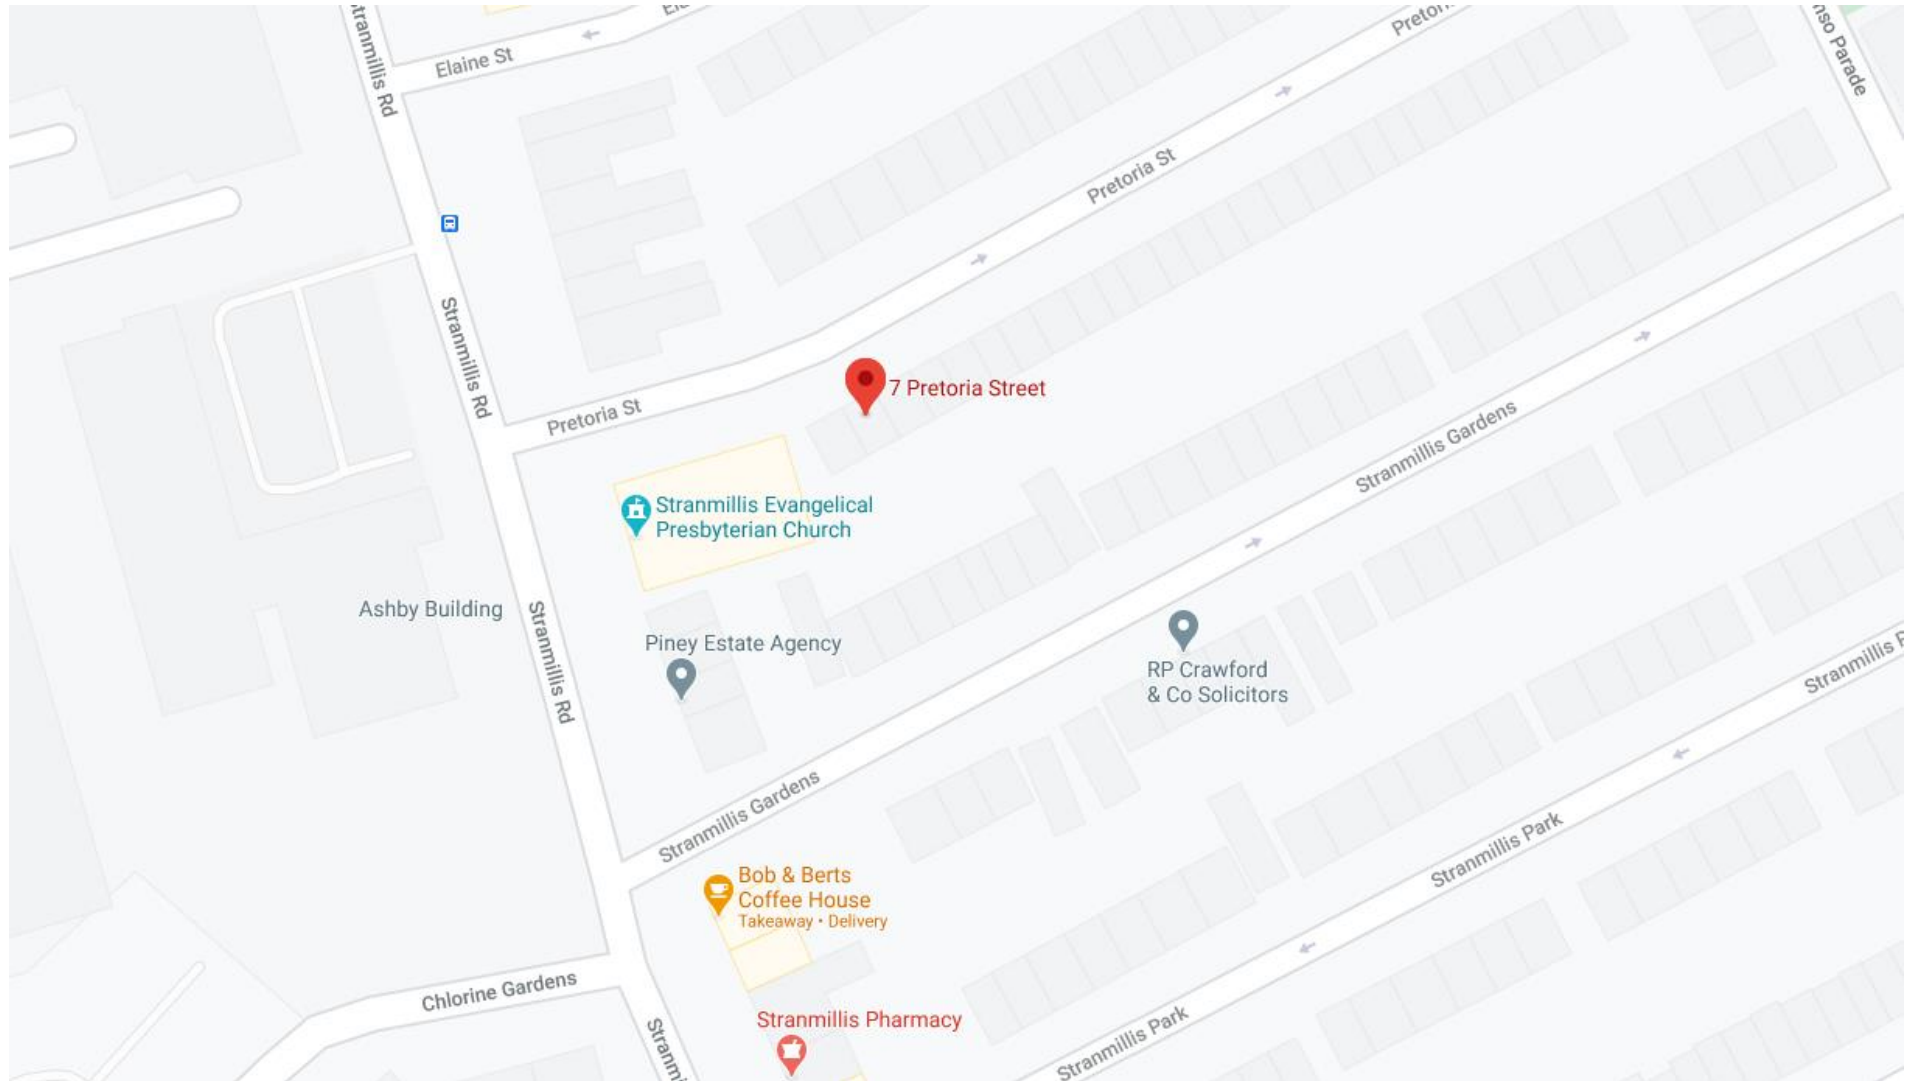 Elaine St
Stranmillis Rd
Pretoria St
Stranmillis Rd
7 Pretoria Street
Pretoria St
Stranmillis Gardens
Stranmillis Evangelical
Presbyterian Church
Ashby Building
Stranmillis Rd
Piney Estate Agency
RP Crawford
& Co Solicitors
Stranmillis Gardens
Stranmillis Park
Bob & Berts
Coffee House
Takeaway • Delivery
Chlorine Gardens
Stranmillis Pharmacy
Stranmillis Park